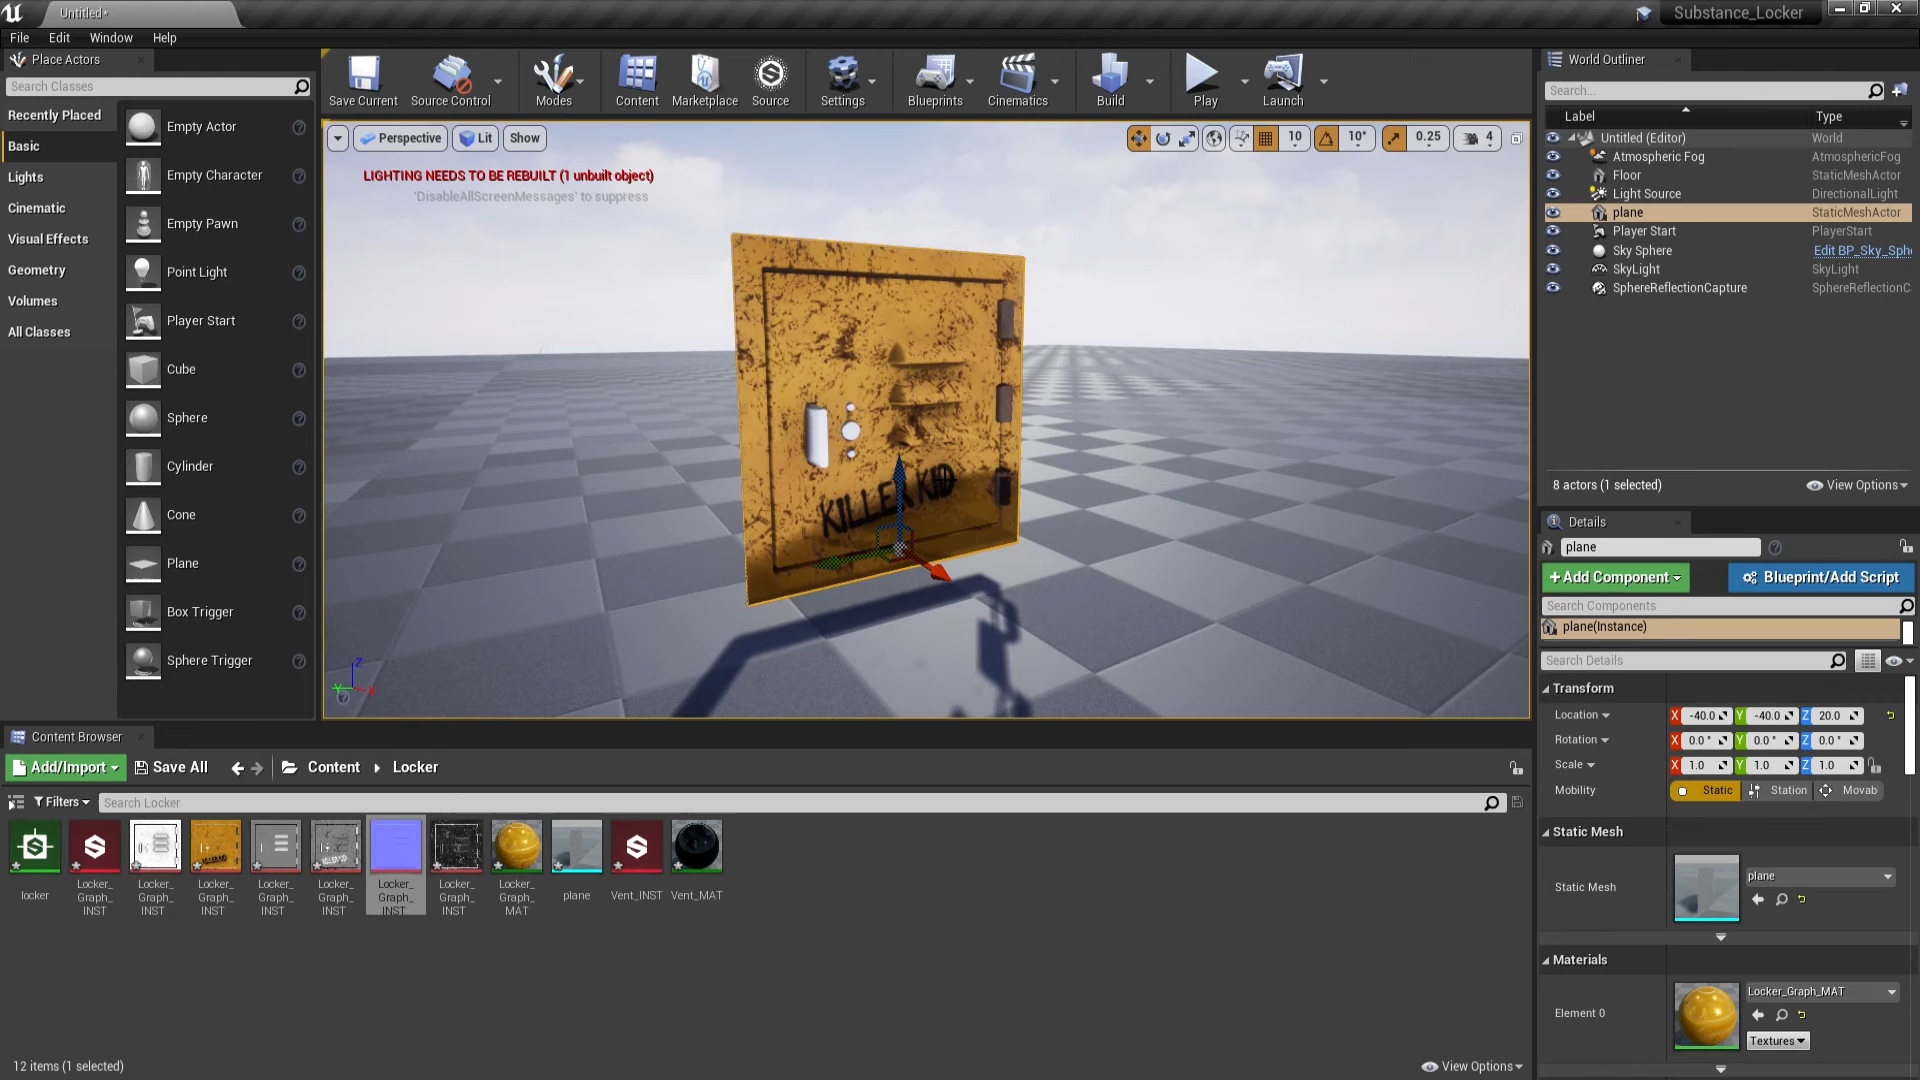 Untitled*
Substance_Locker
File Edit Window Help
Place Actors
Search Classes
Recently Placed
Basic
Lights
Cinematic
Visual Effects
Geometry
Volumes
All Classes
Empty Actor
Empty Character
Empty Pawn
Point Light
Player Start
Cube
Sphere
Cylinder
Cone
Plane
Box Trigger
Sphere Trigger
Save Current
Source Control
Modes
Content
Marketplace
Source
Settings
Blueprints
Cinematics
Build
Play
Launch
Perspective Lit Show
10 10° 0.25 4
LIGHTING NEEDS TO BE REBUILT (1 unbuilt object)
'DisableAllScreenMessages' to suppress
KILLER KID
Z
Y X
World Outliner
Search...
Label Type
Untitled (Editor) World
Atmospheric Fog AtmosphericFog
Floor StaticMeshActor
Light Source DirectionalLight
plane StaticMeshActor
Player Start PlayerStart
Sky Sphere Edit BP_Sky_Sph
SkyLight SkyLight
SphereReflectionCapture SphereReflectionC
8 actors (1 selected) View Options
Details
plane
+Add Component Blueprint/Add Script
Search Components
plane(Instance)
Search Details
Transform
Location X -40.0 Y -40.0 Z 20.0
Rotation X 0.0 ° Y 0.0 ° Z 0.0 °
Scale X 1.0 Y 1.0 Z 1.0
Mobility Static Station Movab
Static Mesh
Static Mesh plane
Materials
Element 0 Locker_Graph_MAT
Textures
Content Browser
Add/Import Save All Content Locker
Filters Search Locker
locker
Locker_
Graph_
INST
Locker_
Graph_
INST
Locker_
Graph_
INST
Locker_
Graph_
INST
Locker_
Graph_
INST
Locker_
Graph_
INST
Locker_
Graph_
INST
Locker_
Graph_
MAT
plane
Vent_INST
Vent_MAT
12 items (1 selected) View Options